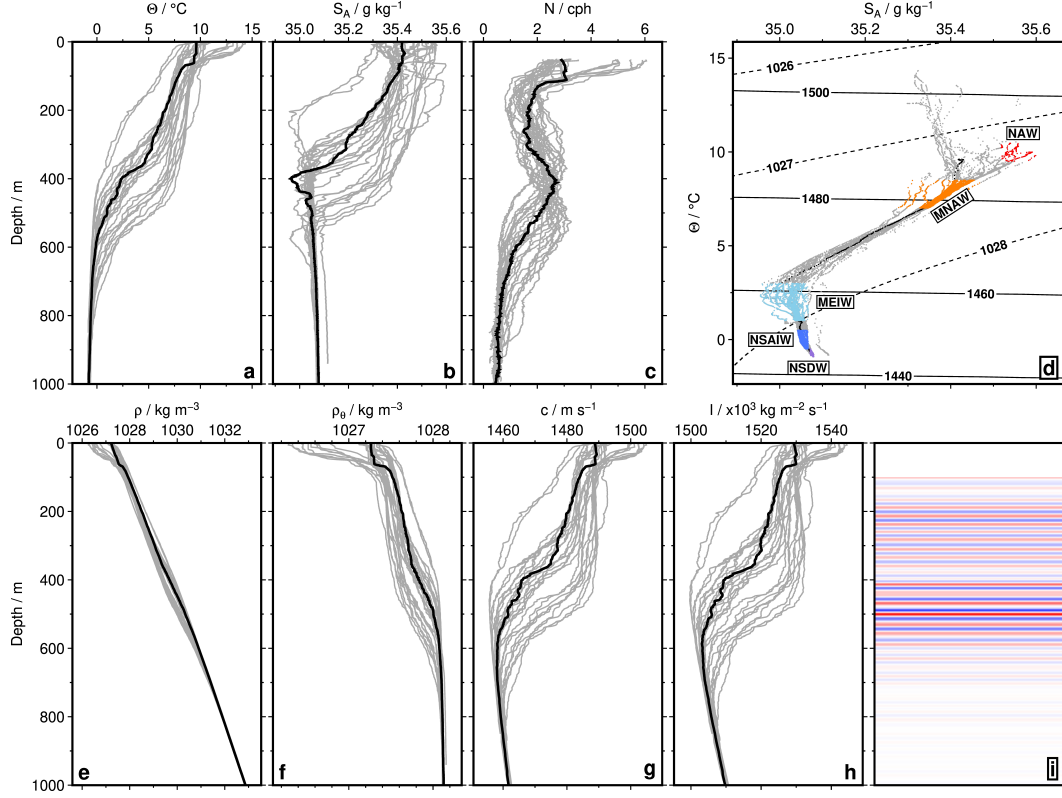 Θ / °C
S_A / g kg⁻¹
N / cph
S_A / g kg⁻¹
0 5 10 15
35.0 35.2 35.4 35.6
0 2 4 6
35.0 35.2 35.4 35.6
0
200
400
600
800
1000
Depth / m
a
b
c
15
10
5
0
Θ / °C
1026
1500
NAW
1027
1480
MNAW
1028
1460
MEIW
NSAIW
NSDW
1440
d
ρ / kg m⁻³
ρ_θ / kg m⁻³
c / m s⁻¹
I / x10³ kg m⁻² s⁻¹
1026 1028 1030 1032
1027 1028
1460 1480 1500
1500 1520 1540
0
200
400
600
800
1000
Depth / m
e
f
g
h
i